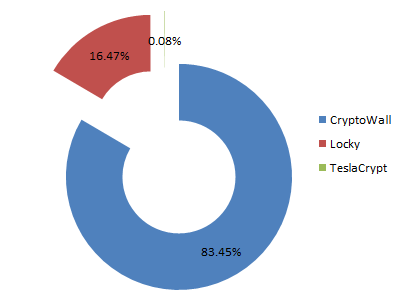 0.08%
16.47%
CryptoWall
Locky
TeslaCrypt
83.45%